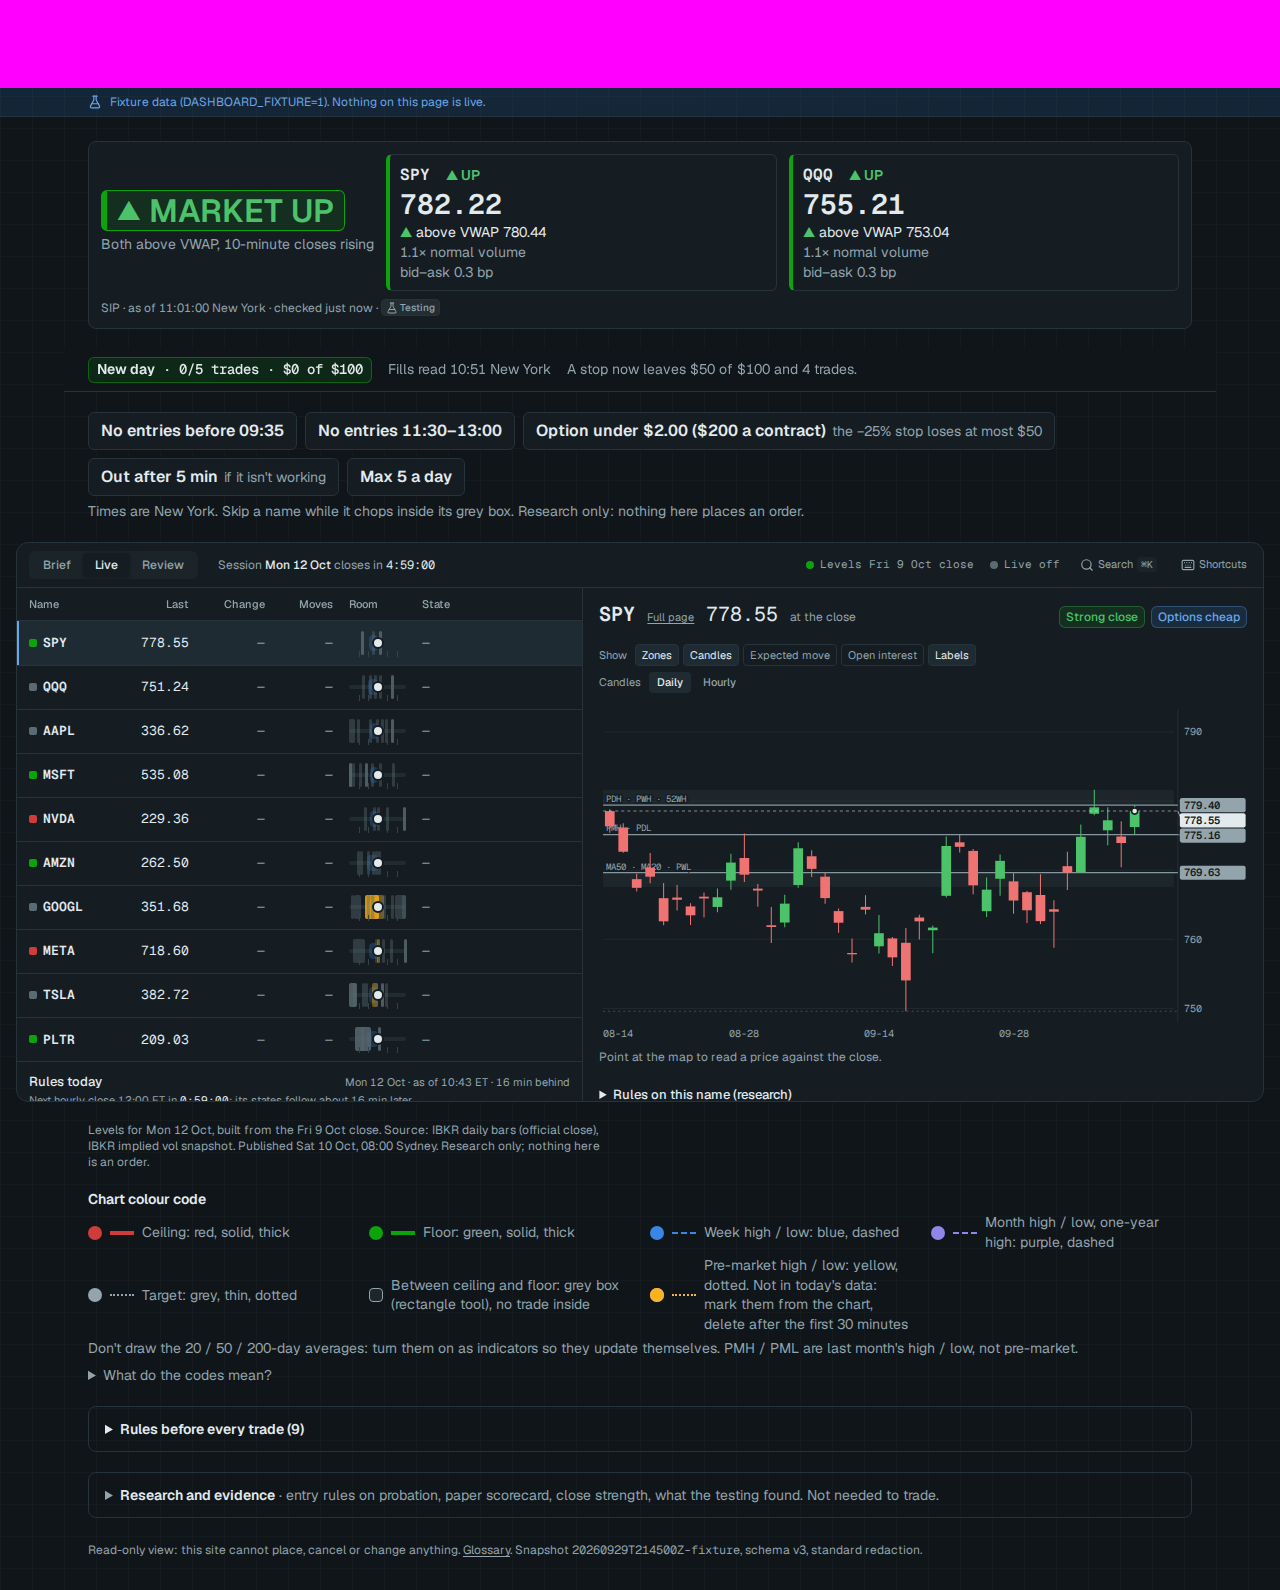 Fixture data (DASHBOARD_FIXTURE=1). Nothing on this page is live.
MARKET UP
Both above VWAP, 10-minute closes rising
SPY UP
782.22
above VWAP 780.44
1.1× normal volume
bid–ask 0.3 bp
QQQ UP
755.21
above VWAP 753.04
1.1× normal volume
bid–ask 0.3 bp
SIP · as of 11:01:00 New York · checked just now · Testing
New day · 0/5 trades · $0 of $100 Fills read 10:51 New York A stop now leaves $50 of $100 and 4 trades.
No entries before 09:35 No entries 11:30–13:00 Option under $2.00 ($200 a contract) the −25% stop loses at most $50
Out after 5 min if it isn't working Max 5 a day
Times are New York. Skip a name while it chops inside its grey box. Research only: nothing here places an order.
Brief Live Review Session Mon 12 Oct closes in 4:59:00 Levels Fri 9 Oct close Live off Search ⌘K Shortcuts
Name Last Change Moves Room State
SPY 778.55 – – –
QQQ 751.24 – – –
AAPL 336.62 – – –
MSFT 535.08 – – –
NVDA 229.36 – – –
AMZN 262.50 – – –
GOOGL 351.68 – – –
META 718.60 – – –
TSLA 382.72 – – –
PLTR 209.03 – – –
Rules today Mon 12 Oct · as of 10:43 ET · 16 min behind
Next hourly close 12:00 ET in 0:59:00; its states follow about 16 min later
SPY Full page 778.55 at the close Strong close Options cheap
Show Zones Candles Expected move Open interest Labels
Candles Daily Hourly
790
PDH · PWH · 52WH
779.40
778.55
PDL
775.16
MA50 · MA20 · PWL
769.63
760
750
08-14 08-28 09-14 09-28
Point at the map to read a price against the close.
Rules on this name (research)
Levels for Mon 12 Oct, built from the Fri 9 Oct close. Source: IBKR daily bars (official close),
IBKR implied vol snapshot. Published Sat 10 Oct, 08:00 Sydney. Research only; nothing here
is an order.
Chart colour code
Ceiling: red, solid, thick
Floor: green, solid, thick
Week high / low: blue, dashed
Month high / low, one-year
high: purple, dashed
Target: grey, thin, dotted
Between ceiling and floor: grey box
(rectangle tool), no trade inside
Pre-market high / low: yellow,
dotted. Not in today's data:
mark them from the chart,
delete after the first 30 minutes
Don't draw the 20 / 50 / 200-day averages: turn them on as indicators so they update themselves. PMH / PML are last month's high / low, not pre-market.
What do the codes mean?
Rules before every trade (9)
Research and evidence · entry rules on probation, paper scorecard, close strength, what the testing found. Not needed to trade.
Read-only view: this site cannot place, cancel or change anything. Glossary. Snapshot 20260929T214500Z-fixture, schema v3, standard redaction.